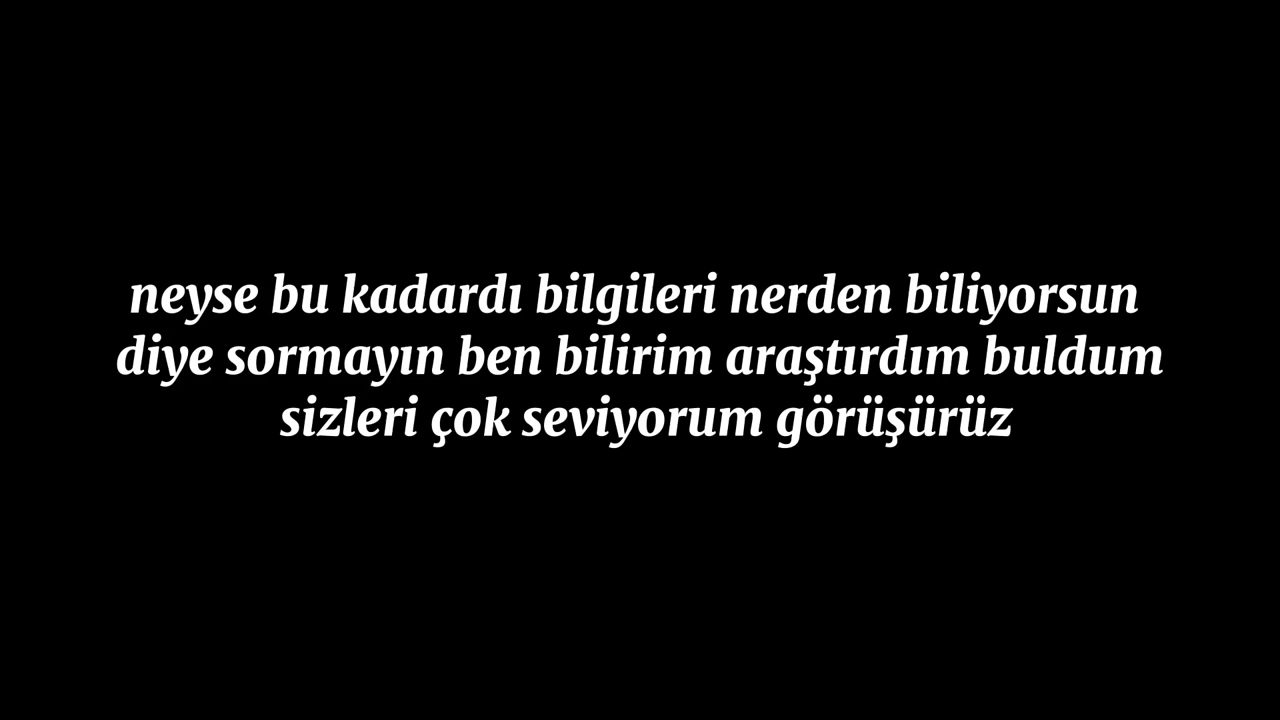 neyse bu kadardı bilgileri nerden biliyorsun
diye sormayın ben bilirim araştırdım buldum
sizleri çok seviyorum görüşürüz